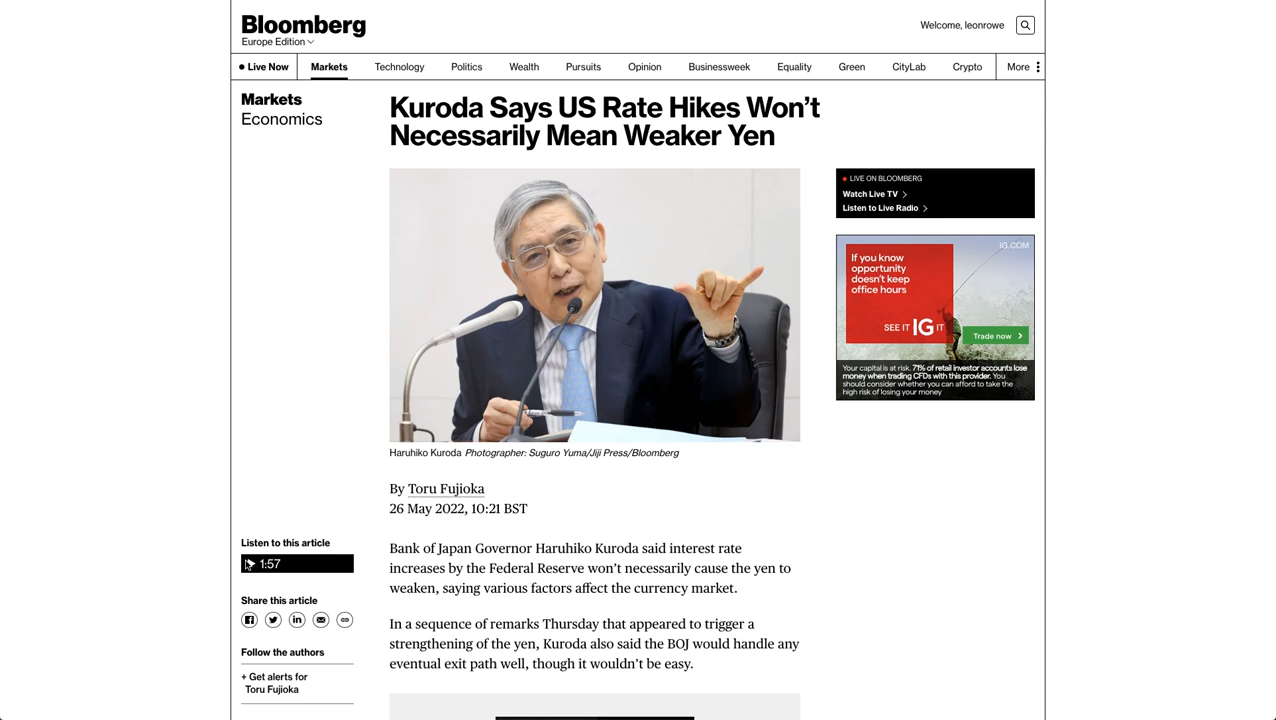 Bloomberg
Europe Edition
Welcome, leonrowe
Live Now
Markets
Technology
Politics
Wealth
Pursuits
Opinion
Businessweek
Equality
Green
CityLab
Crypto
More
Markets
Economics
Kuroda Says US Rate Hikes Won’t
Necessarily Mean Weaker Yen
LIVE ON BLOOMBERG
Watch Live TV
Listen to Live Radio
IG.COM
If you know
opportunity
doesn’t keep
office hours
SEE IT IG IT
Trade now
Your capital is at risk. 71% of retail investor accounts lose
money when trading CFDs with this provider. You
should consider whether you can afford to take the
high risk of losing your money
Haruhiko Kuroda Photographer: Suguro Yuma/Jiji Press/Bloomberg
By Toru Fujioka
26 May 2022, 10:21 BST
Listen to this article
1:57
Share this article
Follow the authors
+ Get alerts for
Toru Fujioka
Bank of Japan Governor Haruhiko Kuroda said interest rate
increases by the Federal Reserve won’t necessarily cause the yen to
weaken, saying various factors affect the currency market.
In a sequence of remarks Thursday that appeared to trigger a
strengthening of the yen, Kuroda also said the BOJ would handle any
eventual exit path well, though it wouldn’t be easy.